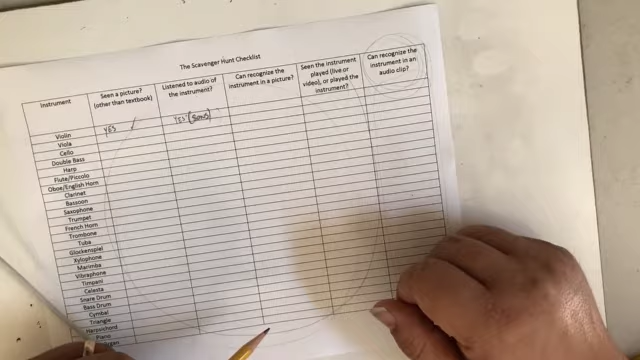 The Scavenger Hunt Checklist
Instrument
Seen a picture?
(other than textbook)
Listened to audio of
the instrument?
Can recognize the
instrument in a picture?
Seen the instrument
played (live or
video), or played the
instrument?
Can recognize the
instrument in an
audio clip?
Violin YES ✓ YES
Viola
Cello
Double Bass
Harp
Flute/Piccolo
Oboe/English Horn
Clarinet
Bassoon
Saxophone
Trumpet
French Horn
Trombone
Tuba
Glockenspiel
Xylophone
Marimba
Vibraphone
Timpani
Celesta
Snare Drum
Bass Drum
Cymbal
Triangle
Harpsichord
Piano